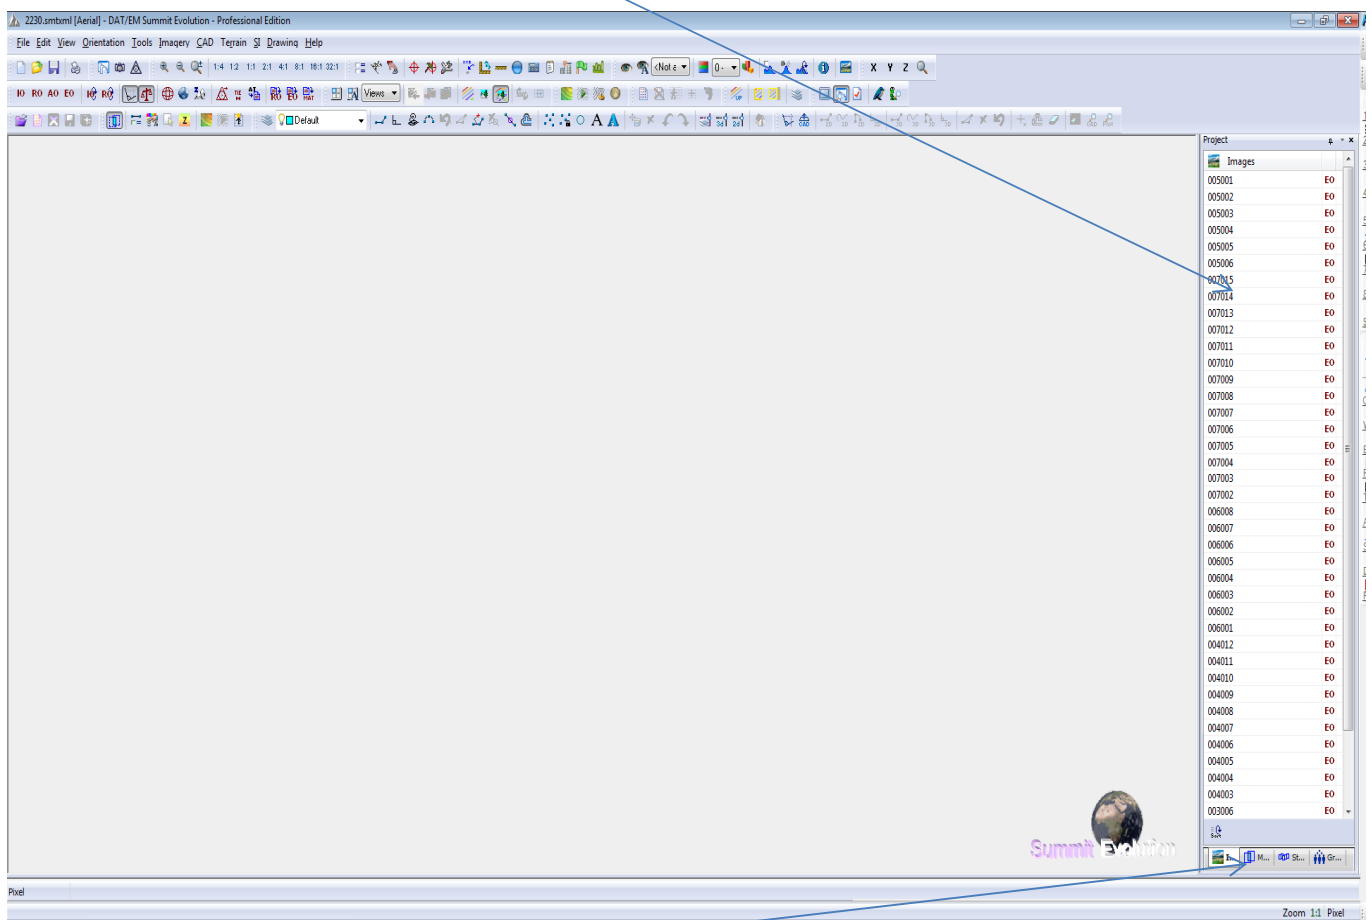 2230.smtxml [Aerial] - DAT/EM Summit Evolution - Professional Edition
File Edit View Orientation Tools Imagery CAD Terrain SI Drawing Help
1:4 1:2 1:1 2:1 4:1 8:1 16:1 32:1 X Y Z
IO RO AO EO Views
Default
Project
Images
005001 EO
005002 EO
005003 EO
005004 EO
005005 EO
005006 EO
007015 EO
007014 EO
007013 EO
007012 EO
007011 EO
007010 EO
007009 EO
007008 EO
007007 EO
007006 EO
007005 EO
007004 EO
007003 EO
007002 EO
006008 EO
006007 EO
006006 EO
006005 EO
006004 EO
006003 EO
006002 EO
006001 EO
004012 EO
004011 EO
004010 EO
004009 EO
004008 EO
004007 EO
004006 EO
004005 EO
004004 EO
004003 EO
003006 EO
Summit Evolution
I... M... St... Gr...
Pixel
Zoom 1:1 Pixel